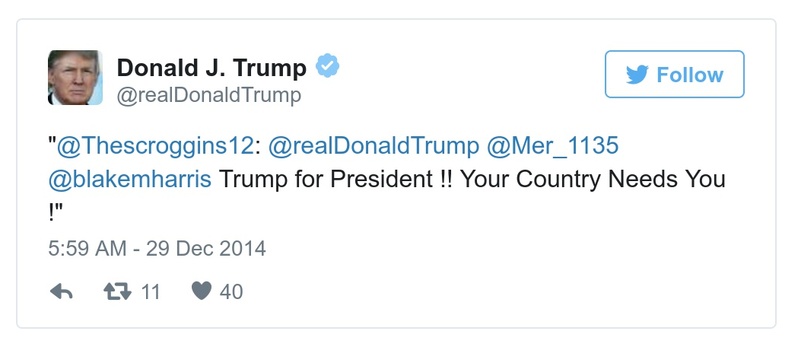 Donald J. Trump
@realDonaldTrump
Follow
"@Thescroggins12: @realDonaldTrump @Mer_1135
@blakemharris Trump for President !! Your Country Needs You
!"
5:59 AM - 29 Dec 2014
11 40